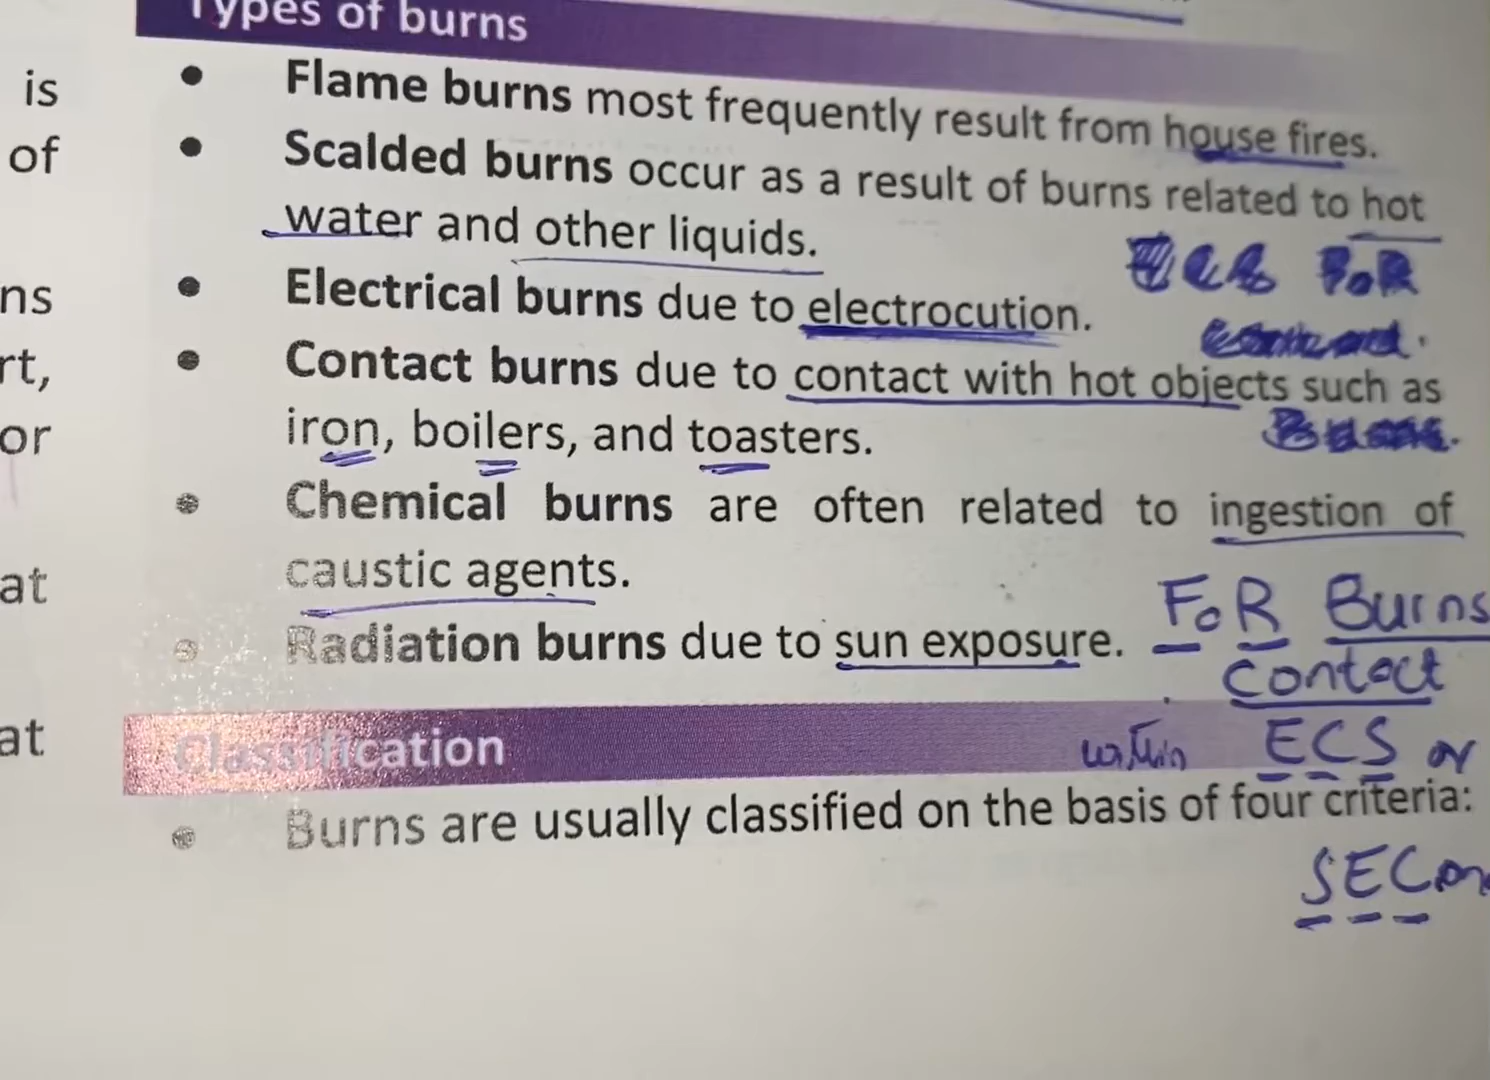 Types of burns
is
Flame burns most frequently result from house fires.
of
Scalded burns occur as a result of burns related to hot
water and other liquids.
ns
Electrical burns due to electrocution.
FoR
rt,
Contact burns due to contact with hot objects such as
or
iron, boilers, and toasters.
Chemical burns are often related to ingestion of
at
caustic agents.
FoR Burns
Radiation burns due to sun exposure.
Contact
at
Classification
within ECS or
Burns are usually classified on the basis of four criteria: